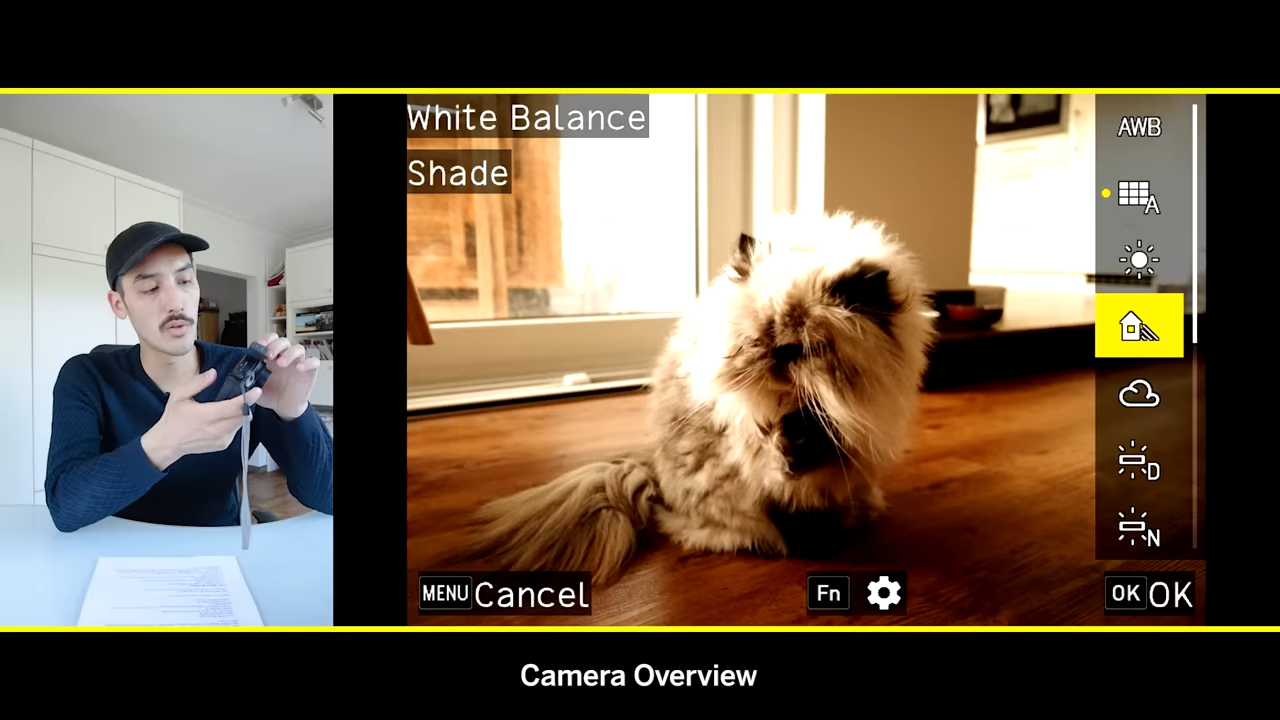 White Balance
Shade
AWB
A
D
N
MENU Cancel
Fn
OK OK
Camera Overview